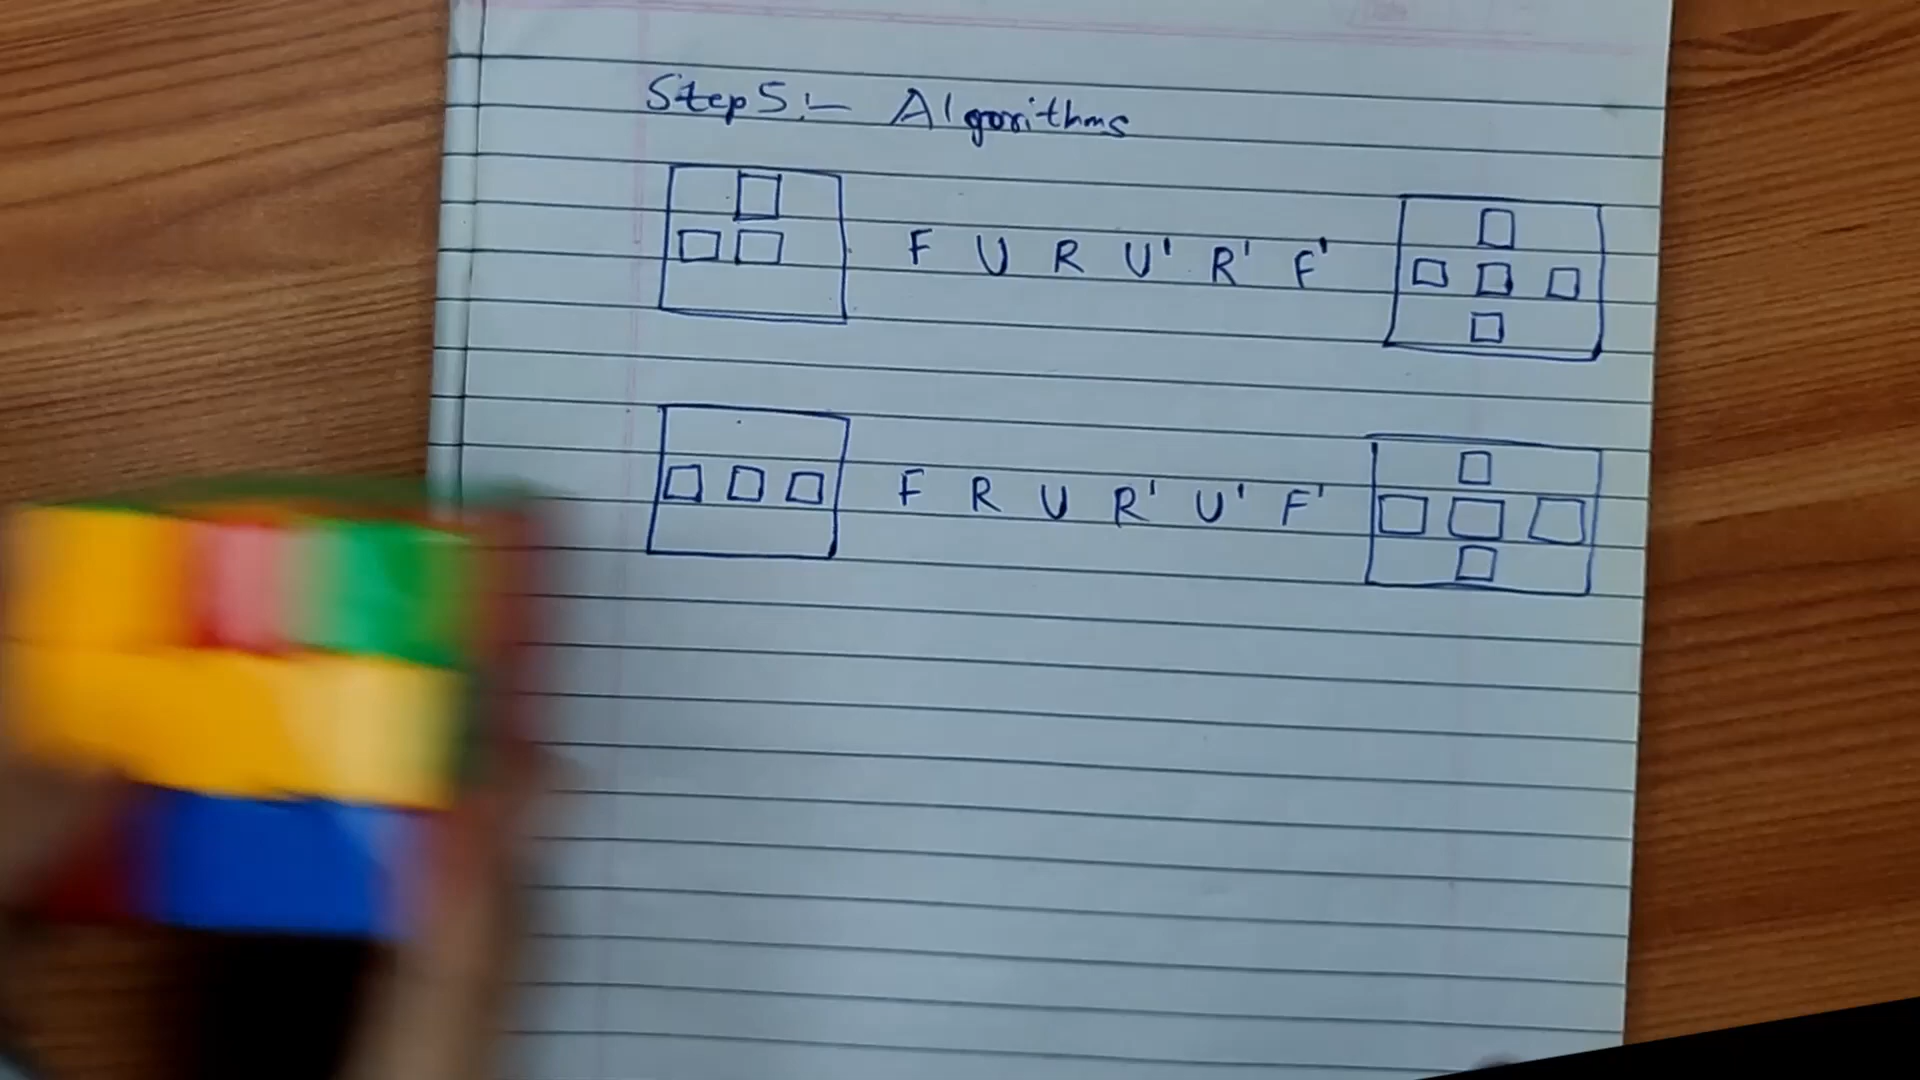 Step 5:- Algorithms
F U R U' R' F'
F R U R' U' F'